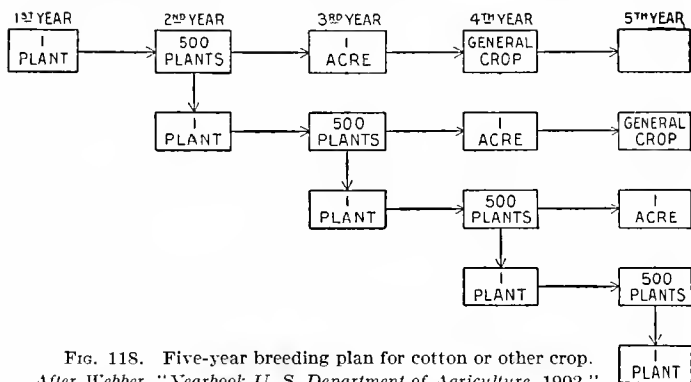 1ST YEAR 2ND YEAR 3RD YEAR 4TH YEAR 5TH YEAR
1 PLANT
500 PLANTS
1 ACRE
GENERAL CROP
1 PLANT
500 PLANTS
1 ACRE
GENERAL CROP
1 PLANT
500 PLANTS
1 ACRE
1 PLANT
500 PLANTS
1 PLANT
FIG. 118. Five-year breeding plan for cotton or other crop.
After Webber, "Yearbook U. S. Department of Agriculture, 1902."